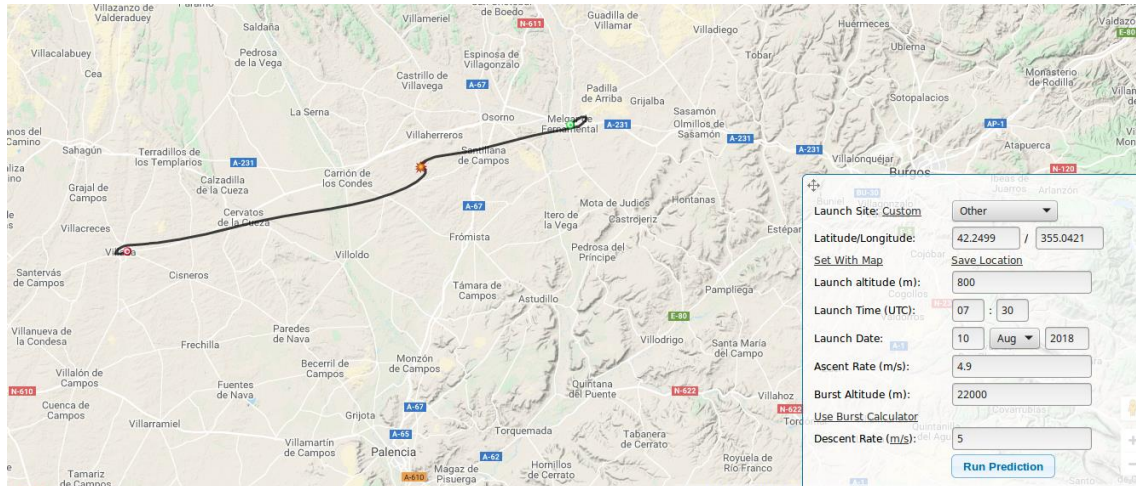 Villazanzo de
Valderaduey
Saldaña
Villameriel
de Boedo
N-611
Guadilla de
Villamar
Villadiego
Huérmeces
Ubierna
E-80
Villacalabuey
Cea
Pedrosa
de la Vega
Espinosa de
Villagonzalo
Tobar
Monasterio
de Rodilla
Castrillo de
Villavega
A-67
Padilla
de Arriba
Grijalba
Sotopalacios
La Serna
Osorno
Melgar de
Fernamental
A-231
Sasamón
Olmillos de
Sasamón
A-231
AP-1
Atapuerca
Villaherreros
Sahagún
Terradillos de
los Templarios
A-231
Santillana
de Campos
A-231
Villalonquéjar
Burgos
N-120
Carrión de
los Condes
Calzadilla
de la Cueza
Grajal de
Campos
A-67
Mota de Judíos
Hontanas
Castrojeriz
Cervatos
de la Cueza
Itero de
la Vega
Villacreces
Frómista
Pedrosa del
Príncipe
Villada
Villoldo
Santervás
de Campos
Cisneros
Támara de
Campos
Astudillo
Pampliega
E-80
Villanueva de
la Condesa
Frechilla
Paredes
de Nava
Villodrigo
Santa María
del Campo
Villalón de
Campos
Becerril de
Campos
Monzón
de Campos
N-610
Fuentes
de Nava
Quintana
del Puente
N-622
Villahoz
N-622
Cuenca de
Campos
Villarramiel
Grijota
A-67
A-65
Villamartín
de Campos
Palencia
Torquemada
Tabanera
de Cerrato
A-62
A-610
Magaz de
Pisuerga
Hornillos
de Cerrato
Royuela de
Río Franco
Tamariz
de Campos
Launch Site: Custom Other
Latitude/Longitude: 42.2499 / 355.0421
Set With Map Save Location
Launch altitude (m): 800
Launch Time (UTC): 07 : 30
Launch Date: 10 Aug 2018
Ascent Rate (m/s): 4.9
Burst Altitude (m): 22000
Use Burst Calculator
Descent Rate (m/s): 5
Run Prediction